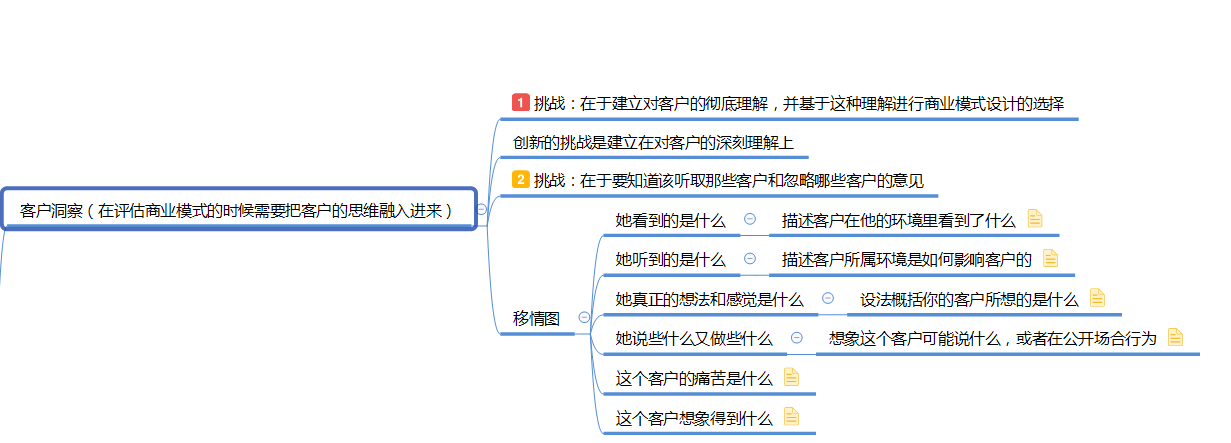 1 挑战：在于建立对客户的彻底理解，并基于这种理解进行商业模式设计的选择
创新的挑战是建立在对客户的深刻理解上
2 挑战：在于要知道该听取那些客户和忽略哪些客户的意见
客户洞察（在评估商业模式的时候需要把客户的思维融入进来）
移情图
她看到的是什么 描述客户在他的环境里看到了什么
她听到的是什么 描述客户所属环境是如何影响客户的
她真正的想法和感觉是什么 设法概括你的客户所想的是什么
她说些什么又做些什么 想象这个客户可能说什么，或者在公开场合行为
这个客户的痛苦是什么
这个客户想象得到什么